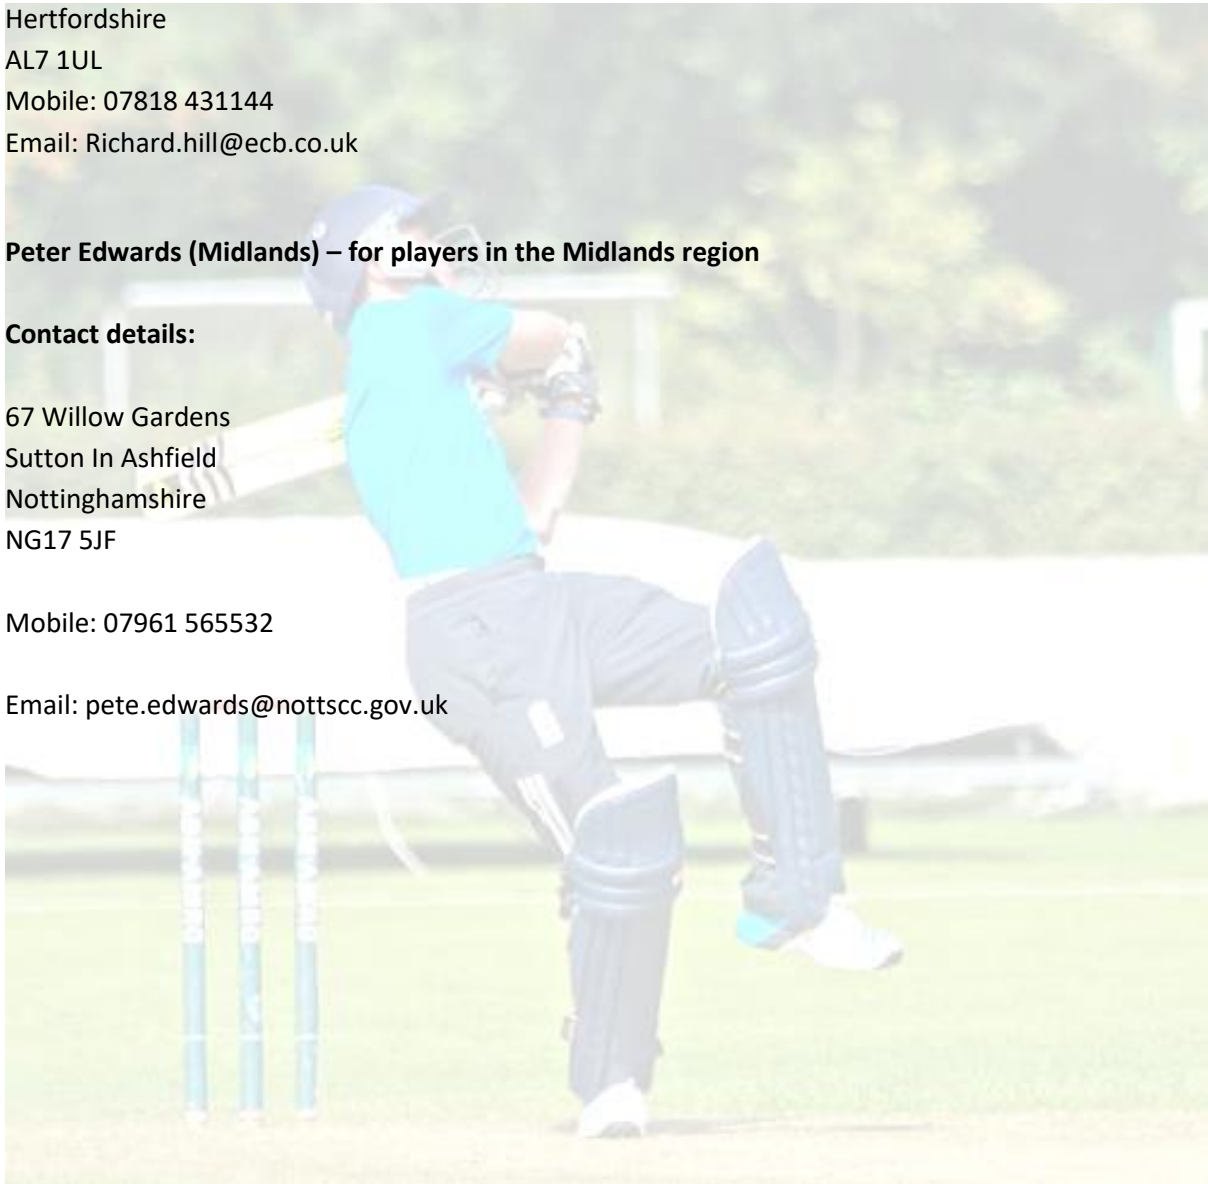 Hertfordshire
AL7 1UL
Mobile: 07818 431144
Email: Richard.hill@ecb.co.uk
Peter Edwards (Midlands) – for players in the Midlands region
Contact details:
67 Willow Gardens
Sutton In Ashfield
Nottinghamshire
NG17 5JF
Mobile: 07961 565532
Email: pete.edwards@nottscc.gov.uk